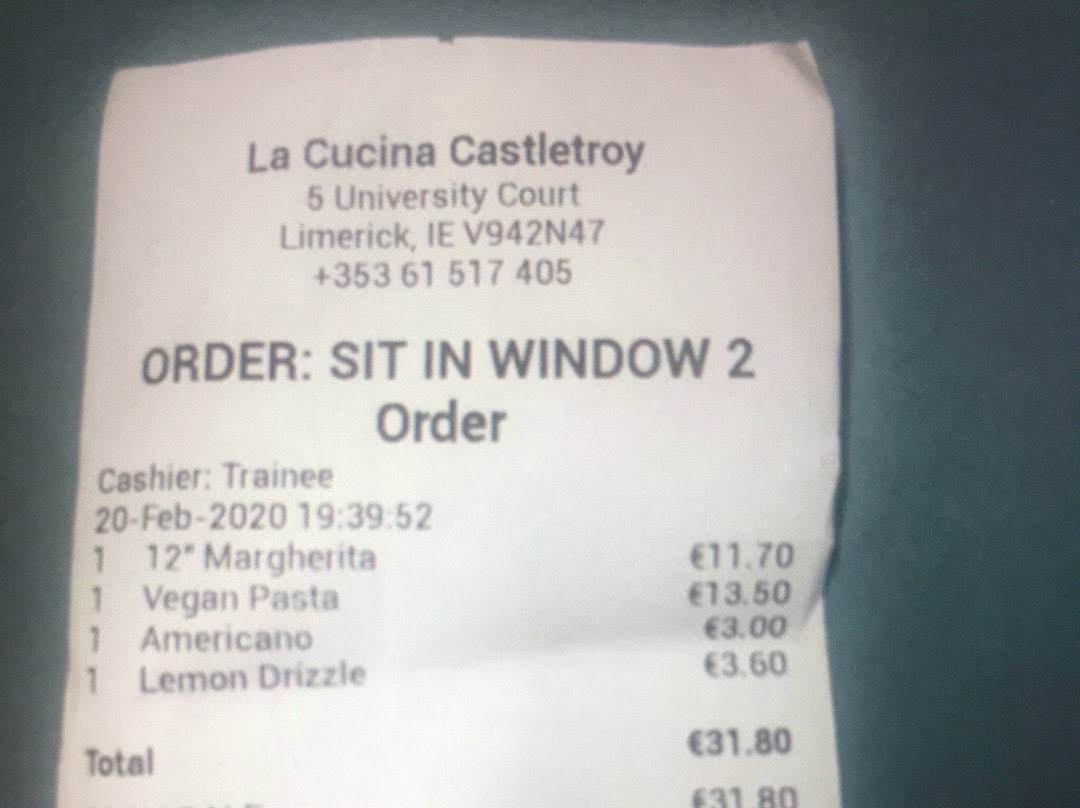 La Cucina Castletroy
5 University Court
Limerick, IE V942N47
+353 61 517 405
ORDER: SIT IN WINDOW 2
Order
Cashier: Trainee
20-Feb-2020 19:39:52
1 12" Margherita €11.70
1 Vegan Pasta €13.50
1 Americano €3.00
1 Lemon Drizzle €3.60
Total €31.80
€31.80